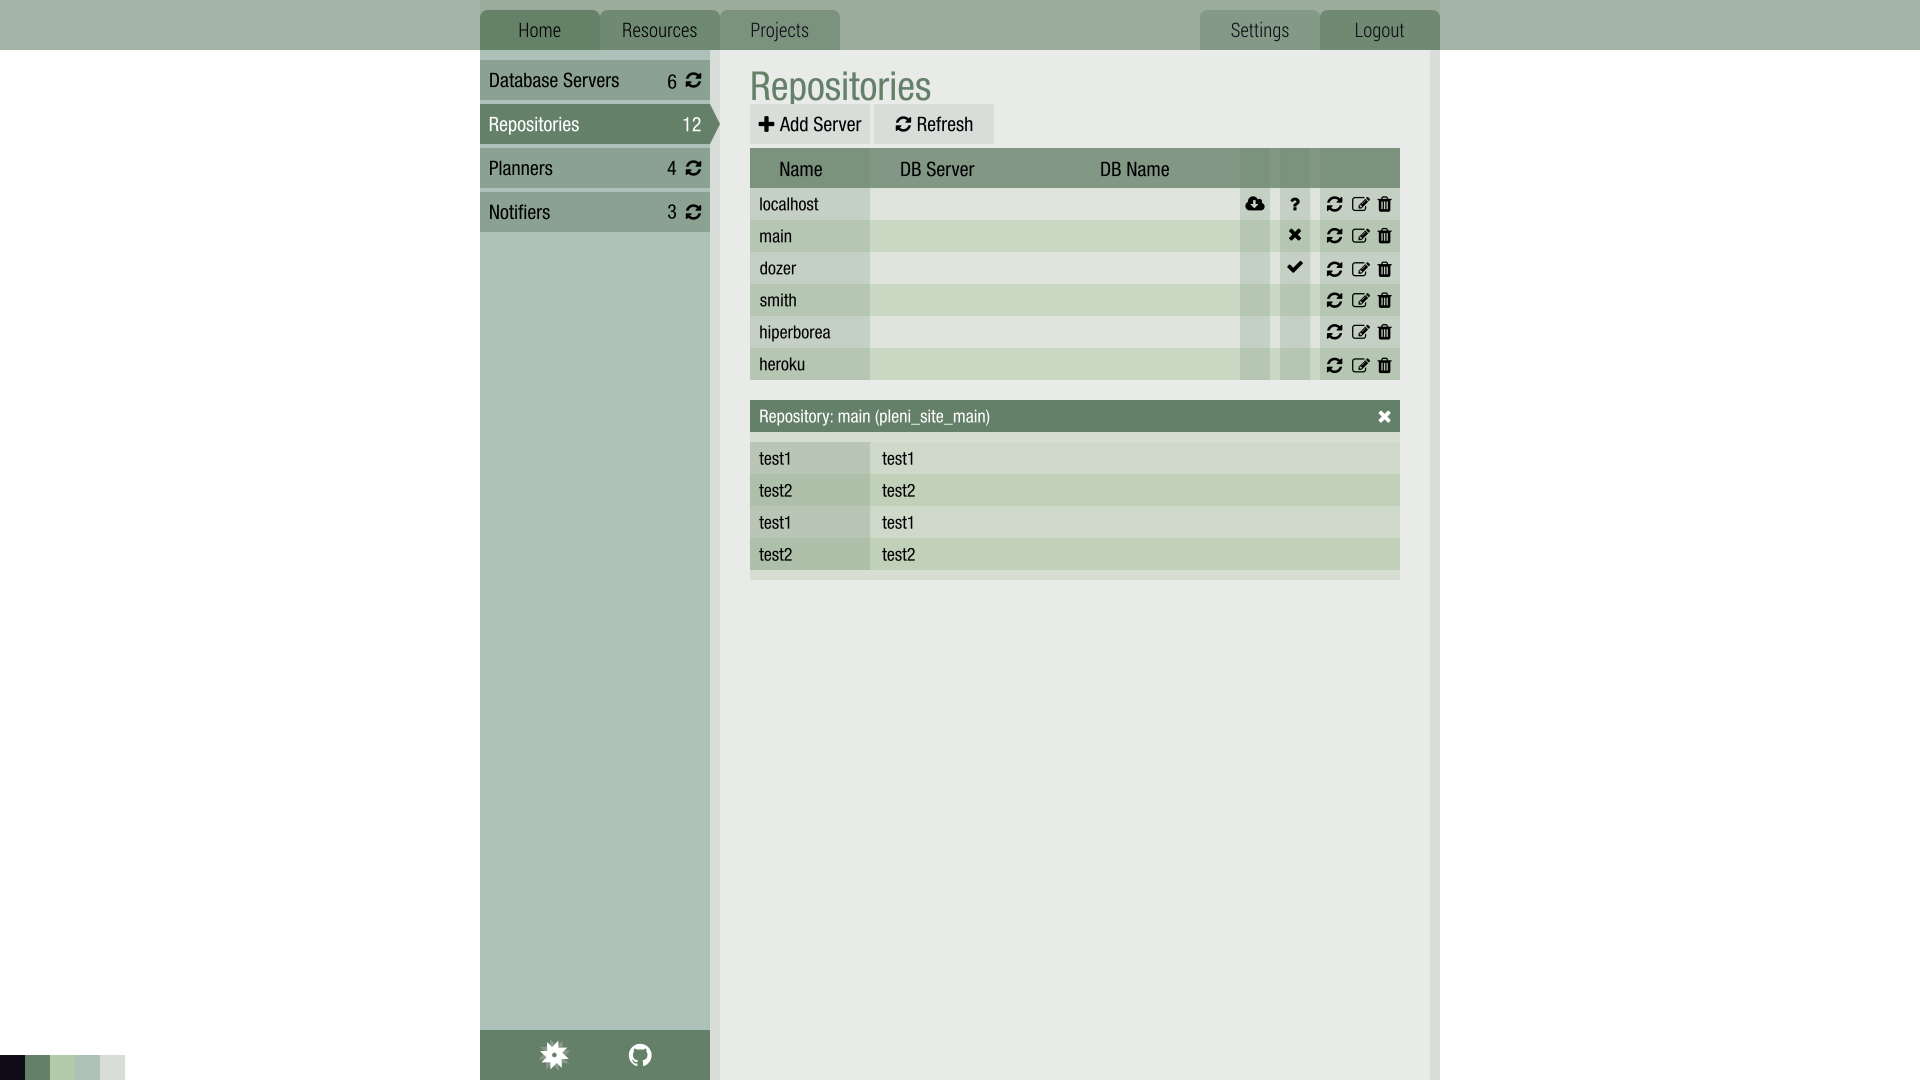 Home Resources Projects Settings Logout
Database Servers 6
Repositories 12
Planners 4
Notifiers 3
Repositories
Add Server Refresh
Name DB Server DB Name
localhost ?
main
dozer
smith
hiperborea
heroku
Repository: main (pleni_site_main)
test1 test1
test2 test2
test1 test1
test2 test2